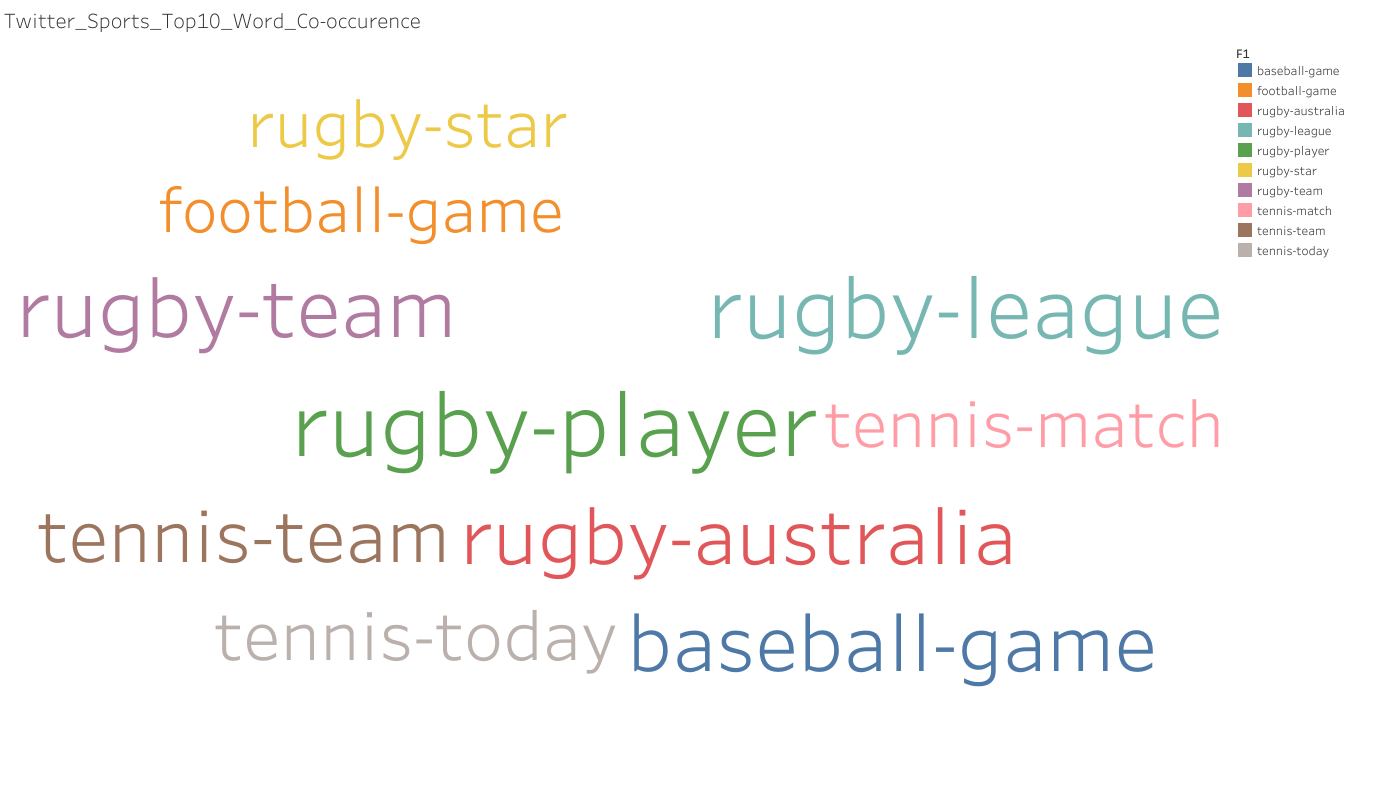 Twitter_Sports_Top10_Word_Co-occurence
F1
baseball-game
football-game
rugby-australia
rugby-league
rugby-player
rugby-star
rugby-team
tennis-match
tennis-team
tennis-today
rugby-star
football-game
rugby-team
rugby-league
rugby-player
tennis-match
tennis-team
rugby-australia
tennis-today
baseball-game